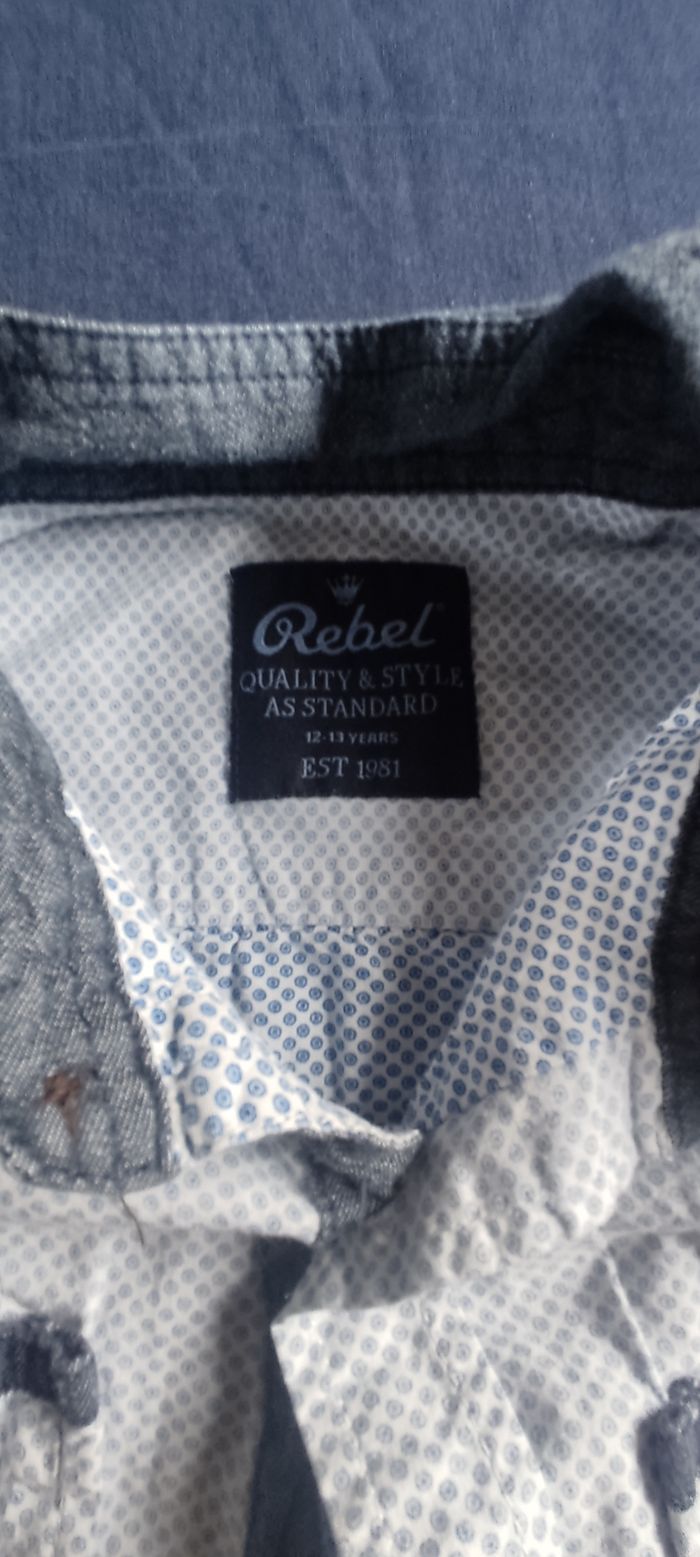 Rebel®
QUALITY & STYLE
AS STANDARD
12-13 YEARS
EST 1981